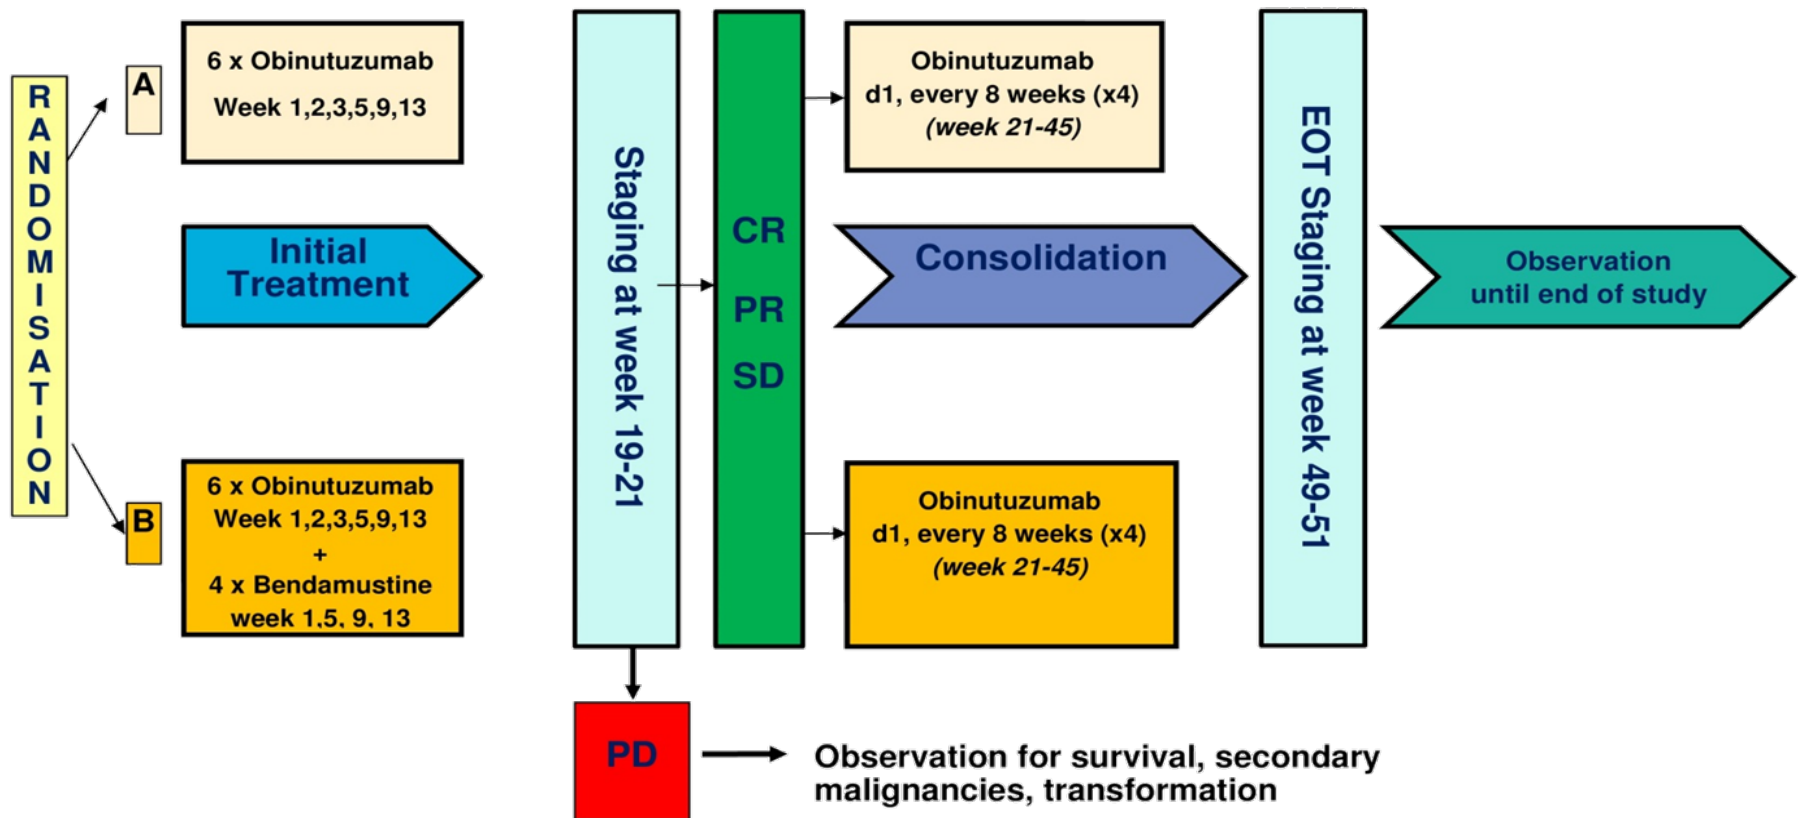 RANDOMISATION
A
6 x Obinutuzumab
Week 1,2,3,5,9,13
Initial
Treatment
B
6 x Obinutuzumab
Week 1,2,3,5,9,13
+
4 x Bendamustine
week 1,5, 9, 13
Staging at week 19-21
CR
PR
SD
Obinutuzumab
d1, every 8 weeks (x4)
(week 21-45)
Consolidation
Obinutuzumab
d1, every 8 weeks (x4)
(week 21-45)
EOT Staging at week 49-51
Observation
until end of study
PD
Observation for survival, secondary
malignancies, transformation